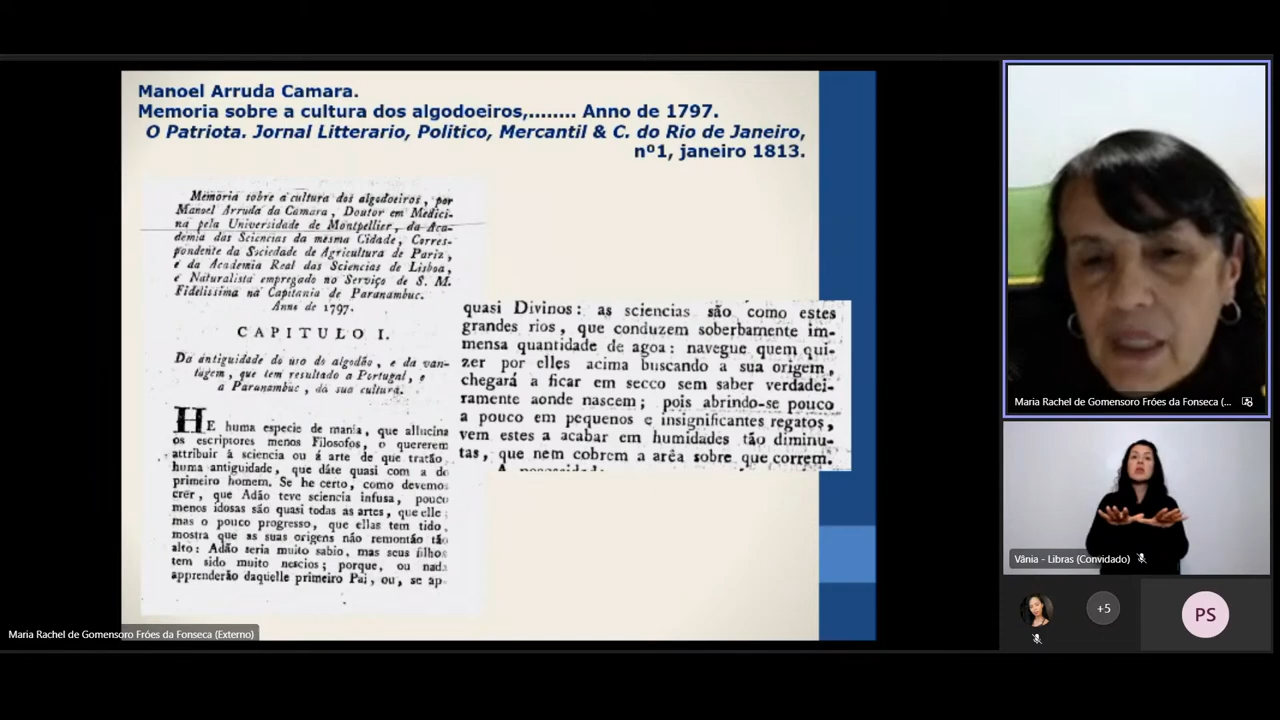 Manoel Arruda Camara.
Memoria sobre a cultura dos algodoeiros,........ Anno de 1797.
O Patriota. Jornal Litterario, Politico, Mercantil & C. do Rio de Janeiro,
nº1, janeiro 1813.
Memoria sobre a cultura dos algodoeiros, por
Manoel Arruda da Camara, Doutor em Medici-
na pela Universidade de Montpellier, da Aca-
demia das Sciencias da mesma Cidade, Corres-
pondente da Sociedade de Agricultura de Pariz,
e da Academia Real das Sciencias de Lisboa,
e Naturalista empregado no Serviço de S. M.
Fidelissima na Capitania de Paranambuc.
Anno de 1797.
CAPITULO I.
Da antiguidade do uso do algodão, e da van-
tagem, que tem resultado a Portugal, e
a Paranambuc, da sua cultura.
HE huma especie de mania, que allucina
os escriptores menos Filosofos, o quererem
attribuir á sciencia ou á arte de que tratão
huma antiguidade, que dáte quasi com a do
primeiro homem. Se he certo, como devemos
crêr, que Adão teve sciencia infusa, pouco
menos idosas são quasi todas as artes, que elle;
mas o pouco progresso, que ellas tem tido,
mostra que as suas origens não remontão tão
alto: Adão seria muito sabio, mas seus filhos
tem sido muito nescios; porque, ou nada
apprenderão daquelle primeiro Pai, ou, se ap-
quasi Divinos: as sciencias são como estes
grandes rios, que conduzem soberbamente im-
mensa quantidade de agoa: navegue quem qui-
zer por elles acima buscando a sua origem,
chegará a ficar em secco sem saber verdadei-
ramente aonde nascem; pois abrindo-se pouco
a pouco em pequenos e insignificantes regatos,
vem estes a acabar em humidades tão diminu-
tas, que nem cobrem a arêa sobre que correm.
Maria Rachel de Gomensoro Fróes da Fonseca (Externo)
Maria Rachel de Gomensoro Fróes da Fonseca (...
Vânia - Libras (Convidado)
+5
PS